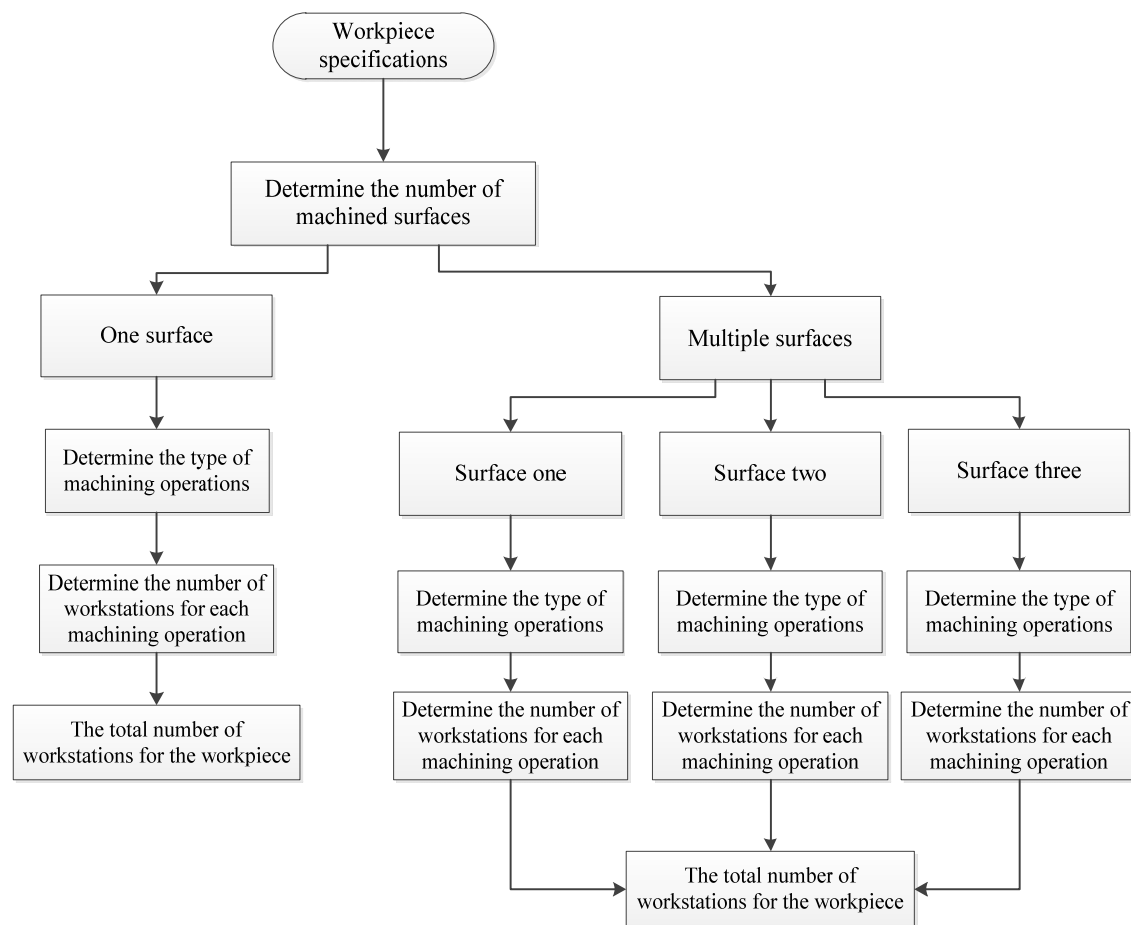 Workpiece
specifications
Determine the number of
machined surfaces
One surface
Multiple surfaces
Determine the type of
machining operations
Surface one
Surface two
Surface three
Determine the number of
workstations for each
machining operation
Determine the type of
machining operations
Determine the type of
machining operations
Determine the type of
machining operations
The total number of
workstations for the workpiece
Determine the number of
workstations for each
machining operation
Determine the number of
workstations for each
machining operation
Determine the number of
workstations for each
machining operation
The total number of
workstations for the workpiece